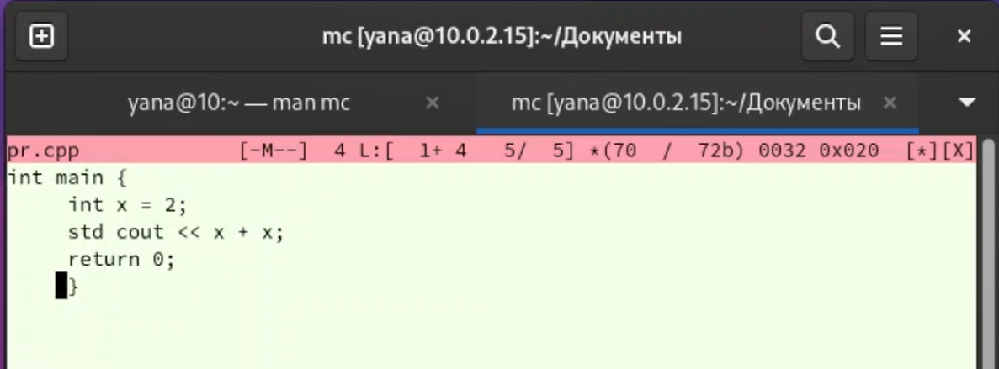 mc [yana@10.0.2.15]:~/Документы
yana@10:~ — man mc mc [yana@10.0.2.15]:~/Документы
pr.cpp [-M--] 4 L:[ 1+ 4 5/ 5] *(70 / 72b) 0032 0x020 [*][X]
int main {
     int x = 2;
     std cout << x + x;
     return 0;
     }